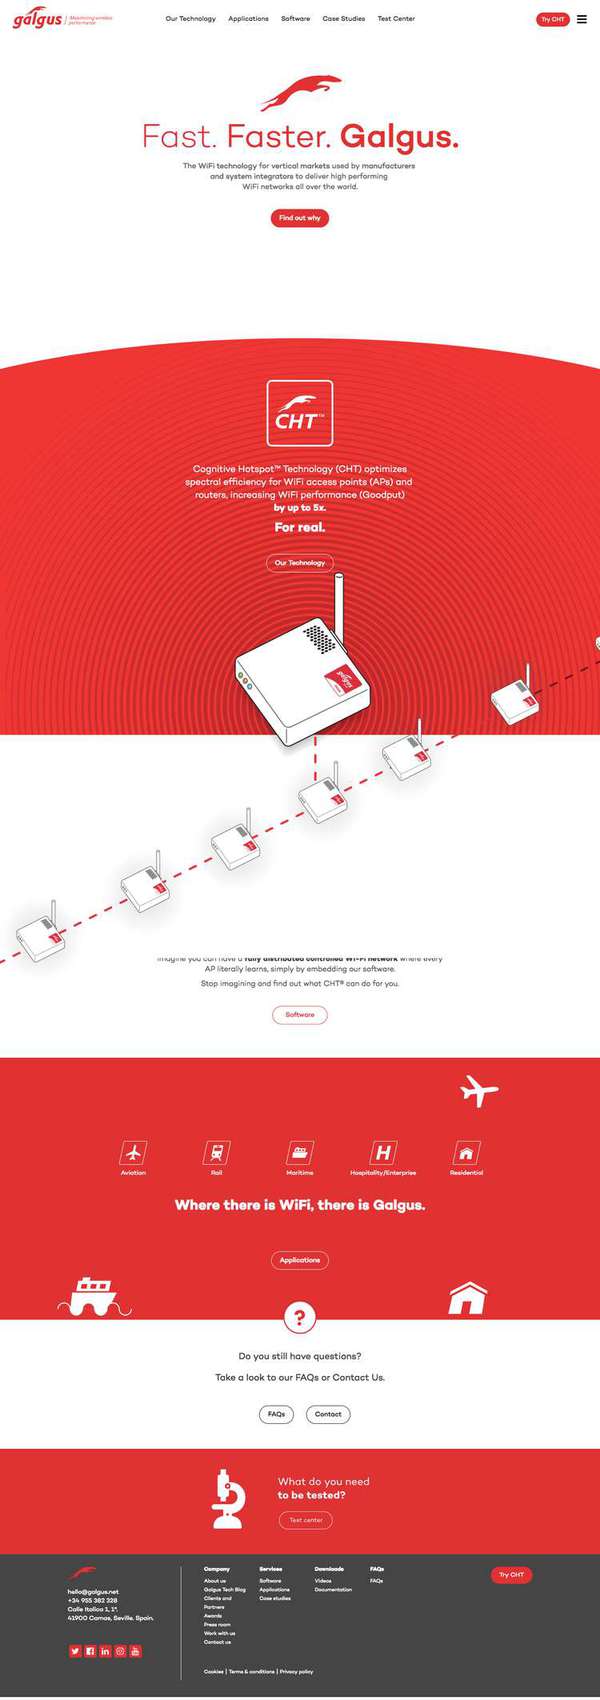 galgus
Maximizing wireless
performance
Our Technology
Applications
Software
Case Studies
Test Center
Try CHT
Fast. Faster. Galgus.
The WiFi technology for vertical markets used by manufacturers
and system integrators to deliver high performing
WiFi networks all over the world.
Find out why
CHT™
Cognitive Hotspot™ Technology (CHT) optimizes
spectral efficiency for WiFi access points (APs) and
routers, increasing WiFi performance (Goodput)
by up to 5x.
For real.
Our Technology
galgus
Imagine you can have a fully distributed controlled Wi-Fi network where every
AP literally learns, simply by embedding our software.
Stop imagining and find out what CHT® can do for you.
Software
Aviation
Rail
Maritime
H
Hospitality/Enterprise
Residential
Where there is WiFi, there is Galgus.
Applications
?
Do you still have questions?
Take a look to our FAQs or Contact Us.
FAQs
Contact
What do you need
to be tested?
Test center
hello@galgus.net
+34 955 382 328
Calle Italica 1, 1ª.
41900 Camas, Seville. Spain.
Company
About us
Galgus Tech Blog
Clients and
Partners
Awards
Press room
Work with us
Contact us
Services
Software
Applications
Case studies
Downloads
Videos
Documentation
FAQs
FAQs
Try CHT
Cookies | Terms & conditions | Privacy policy